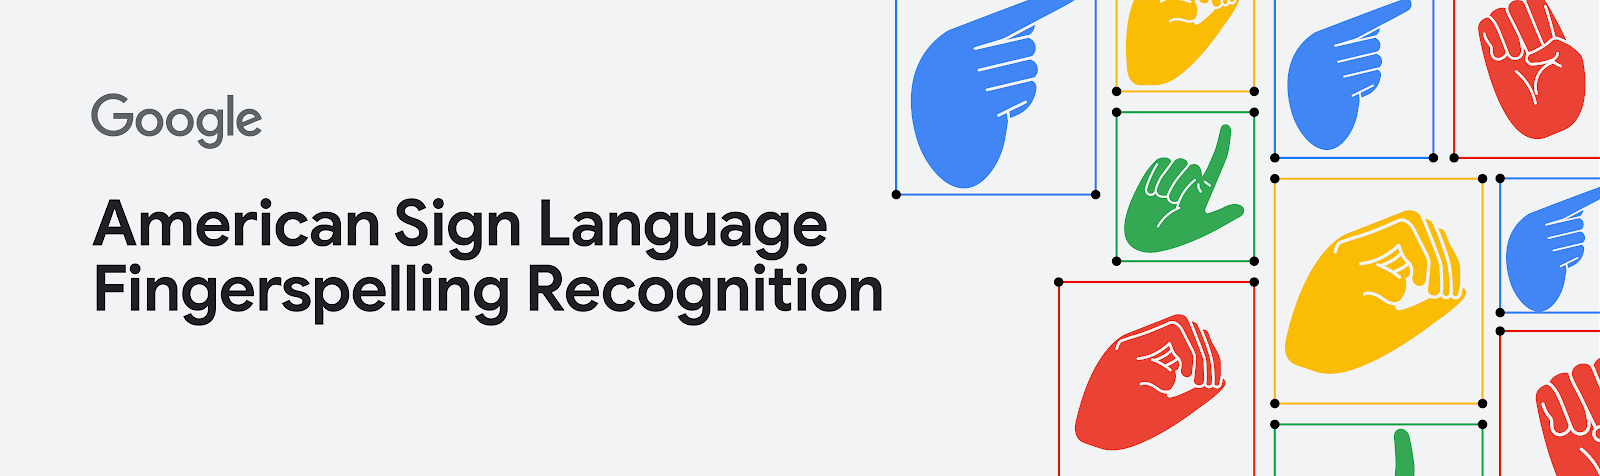 Google
American Sign Language
Fingerspelling Recognition